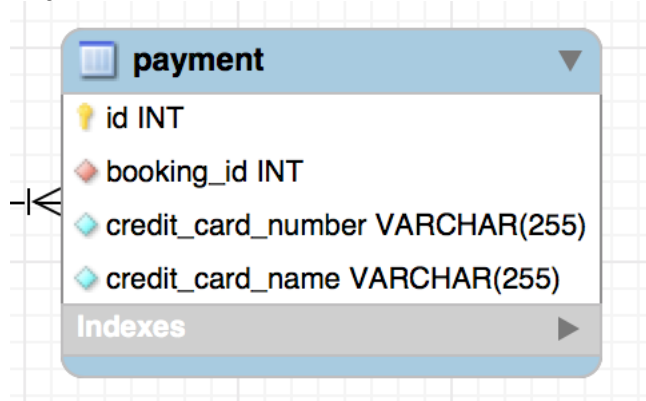 payment
id INT
booking_id INT
credit_card_number VARCHAR(255)
credit_card_name VARCHAR(255)
Indexes